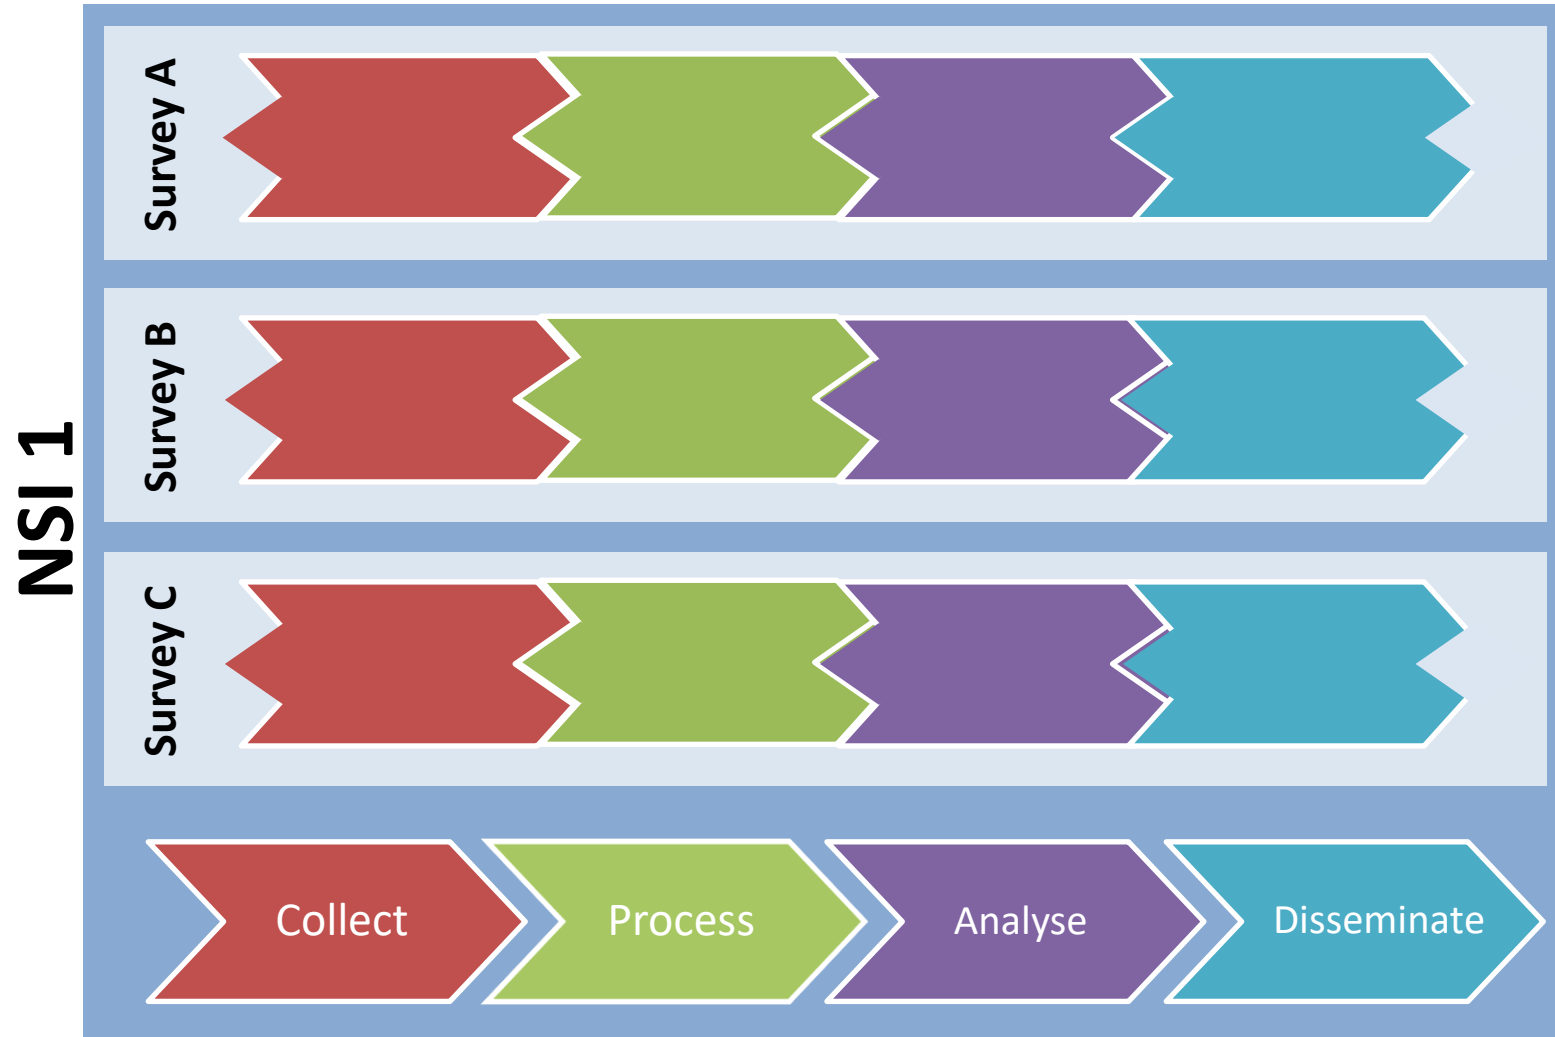 NSI 1
Survey A
Survey B
Survey C
Collect
Process
Analyse
Disseminate